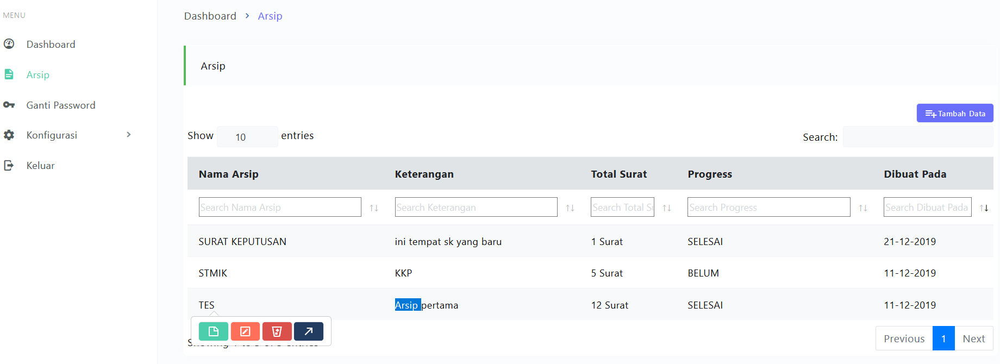 MENU
Dashboard
Arsip
Ganti Password
Konfigurasi
Keluar
Dashboard > Arsip
Arsip
Tambah Data
Show 10 entries
Search:
Nama Arsip Keterangan Total Surat Progress Dibuat Pada
Search Nama Arsip Search Keterangan Search Total Su Search Progress Search Dibuat Pada
SURAT KEPUTUSAN ini tempat sk yang baru 1 Surat SELESAI 21-12-2019
STMIK KKP 5 Surat BELUM 11-12-2019
TES Arsip pertama 12 Surat SELESAI 11-12-2019
Previous 1 Next